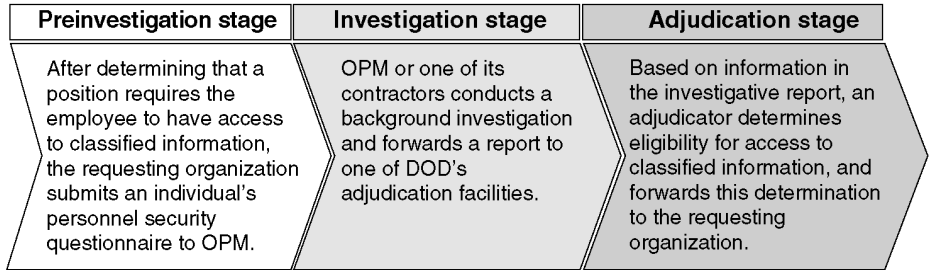 Preinvestigation stage
After determining that a
position requires the
employee to have access
to classified information,
the requesting organization
submits an individual's
personnel security
questionnaire to OPM.
Investigation stage
OPM or one of its
contractors conducts a
background investigation
and forwards a report to
one of DOD's
adjudication facilities.
Adjudication stage
Based on information in
the investigative report, an
adjudicator determines
eligibility for access to
classified information, and
forwards this determination
to the requesting
organization.